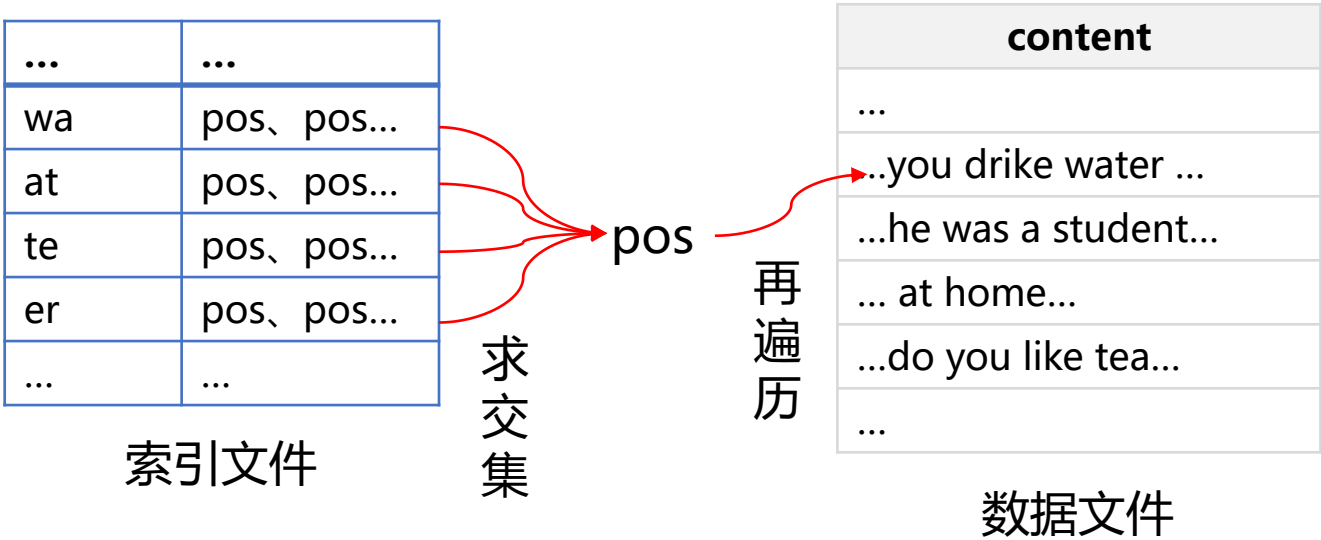 ... ...
wa pos、pos...
at pos、pos...
te pos、pos...
er pos、pos...
... ...
索引文件
求交集
pos
再遍历
content
...
...you drike water ...
...he was a student...
... at home...
...do you like tea...
...
数据文件